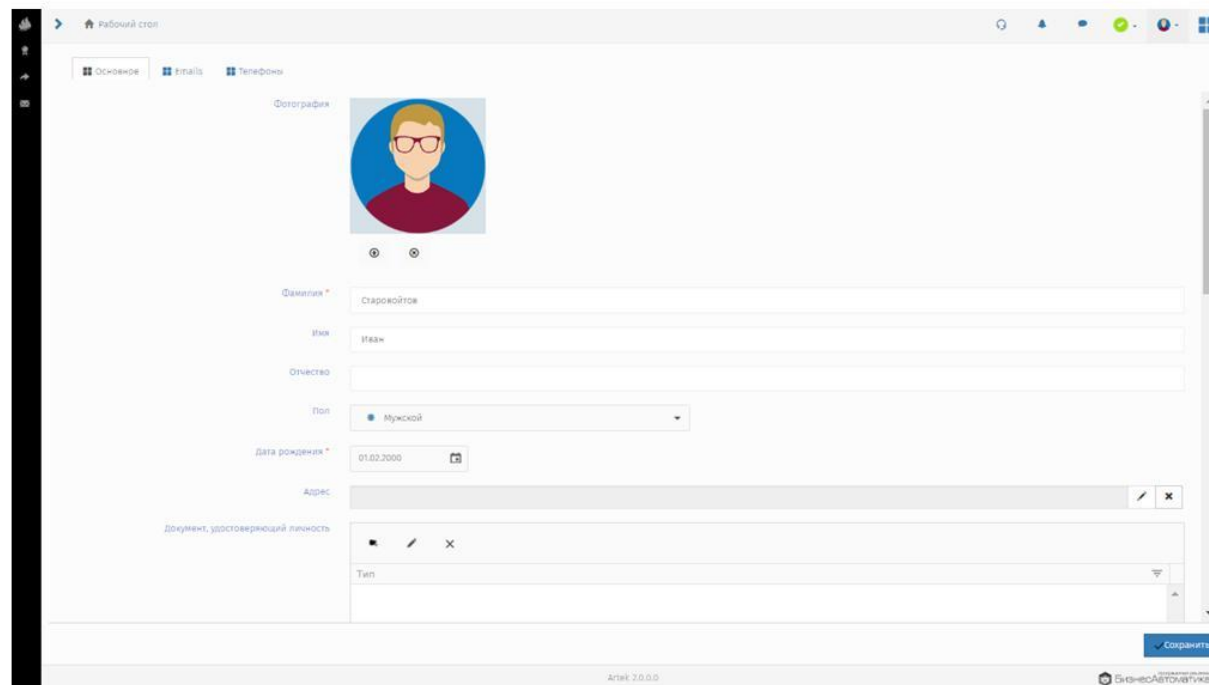 Рабочий стол
Основное Emails Телефоны
Фотография
Фамилия *
Старовойтов
Имя
Иван
Отчество
Пол
Мужской
Дата рождения *
01.02.2000
Адрес
Документ, удостоверяющий личность
Тип
Сохранить
Artek 2.0.0.0
БизнесАвтоматика